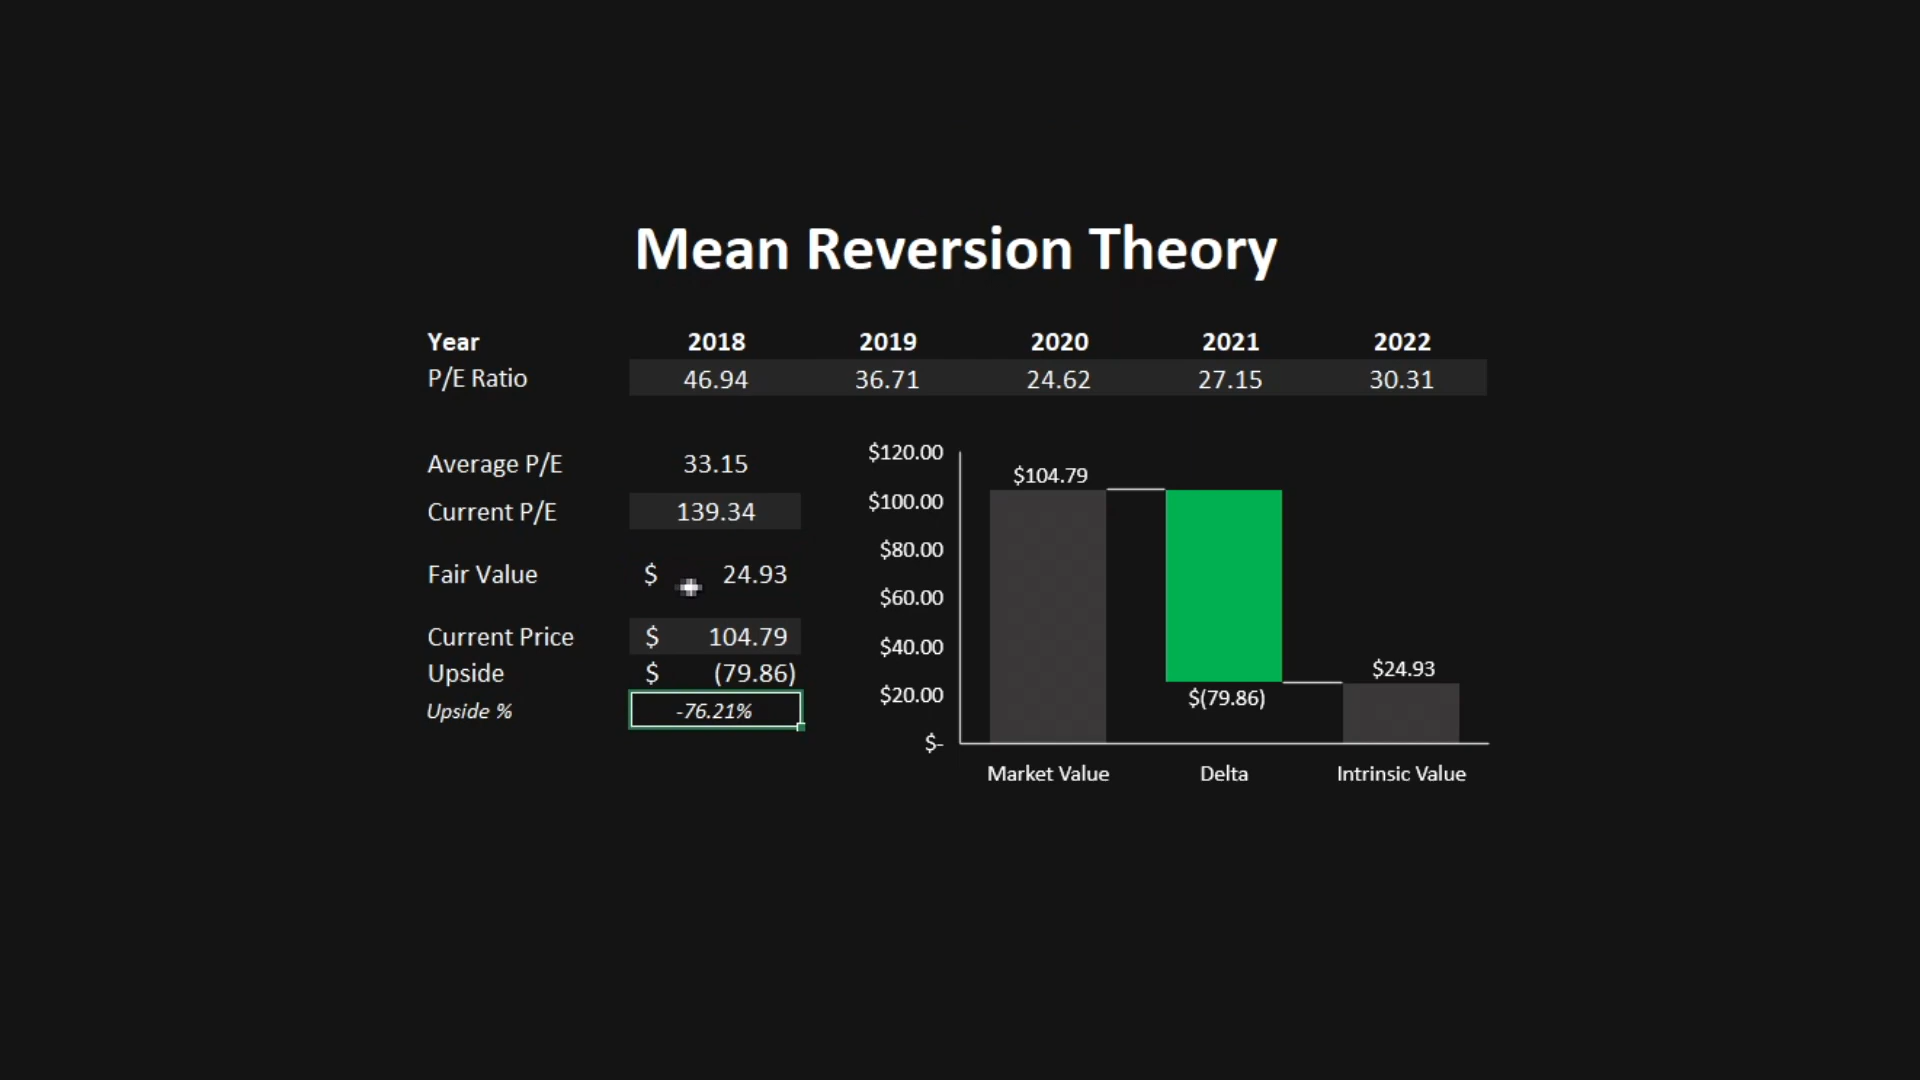 Mean Reversion Theory
Year 2018 2019 2020 2021 2022
P/E Ratio 46.94 36.71 24.62 27.15 30.31
Average P/E 33.15
Current P/E 139.34
Fair Value $ 24.93
Current Price $ 104.79
Upside $ (79.86)
Upside % -76.21%
$120.00
$100.00
$80.00
$60.00
$40.00
$20.00
$-
$104.79
$(79.86)
$24.93
Market Value Delta Intrinsic Value